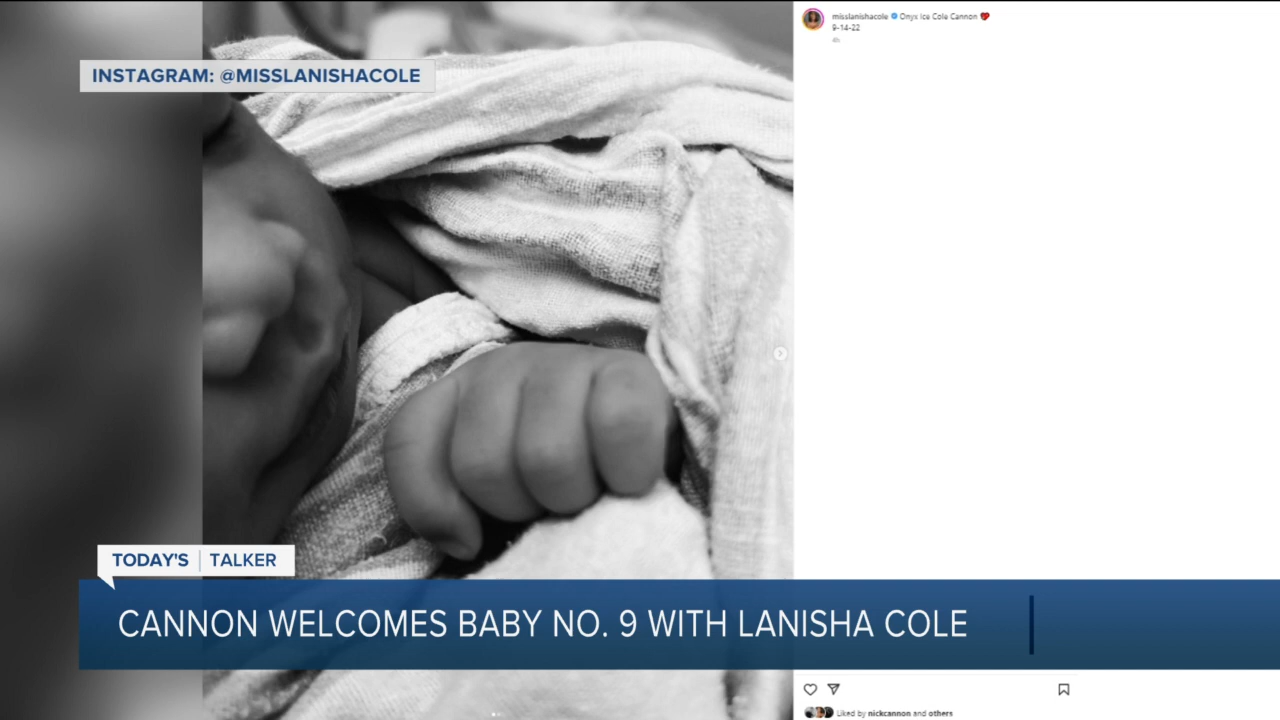 misslanishacole Onyx Ice Cole Cannon
9-14-22
INSTAGRAM: @MISSLANISHACOLE
TODAY'S | TALKER
CANNON WELCOMES BABY NO. 9 WITH LANISHA COLE
Liked by nickcannon and others